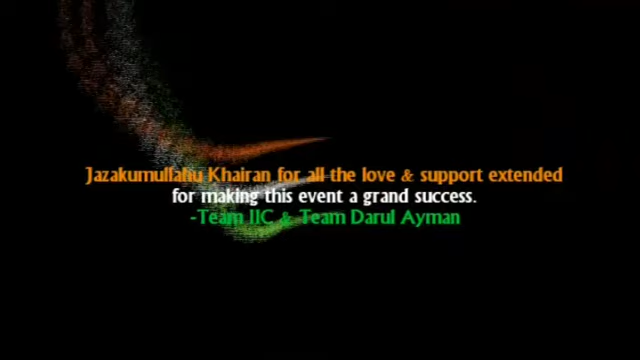 Jazakumullahu Khairan for all the love & support extended
for making this event a grand success.
-Team IIC & Team Darul Ayman